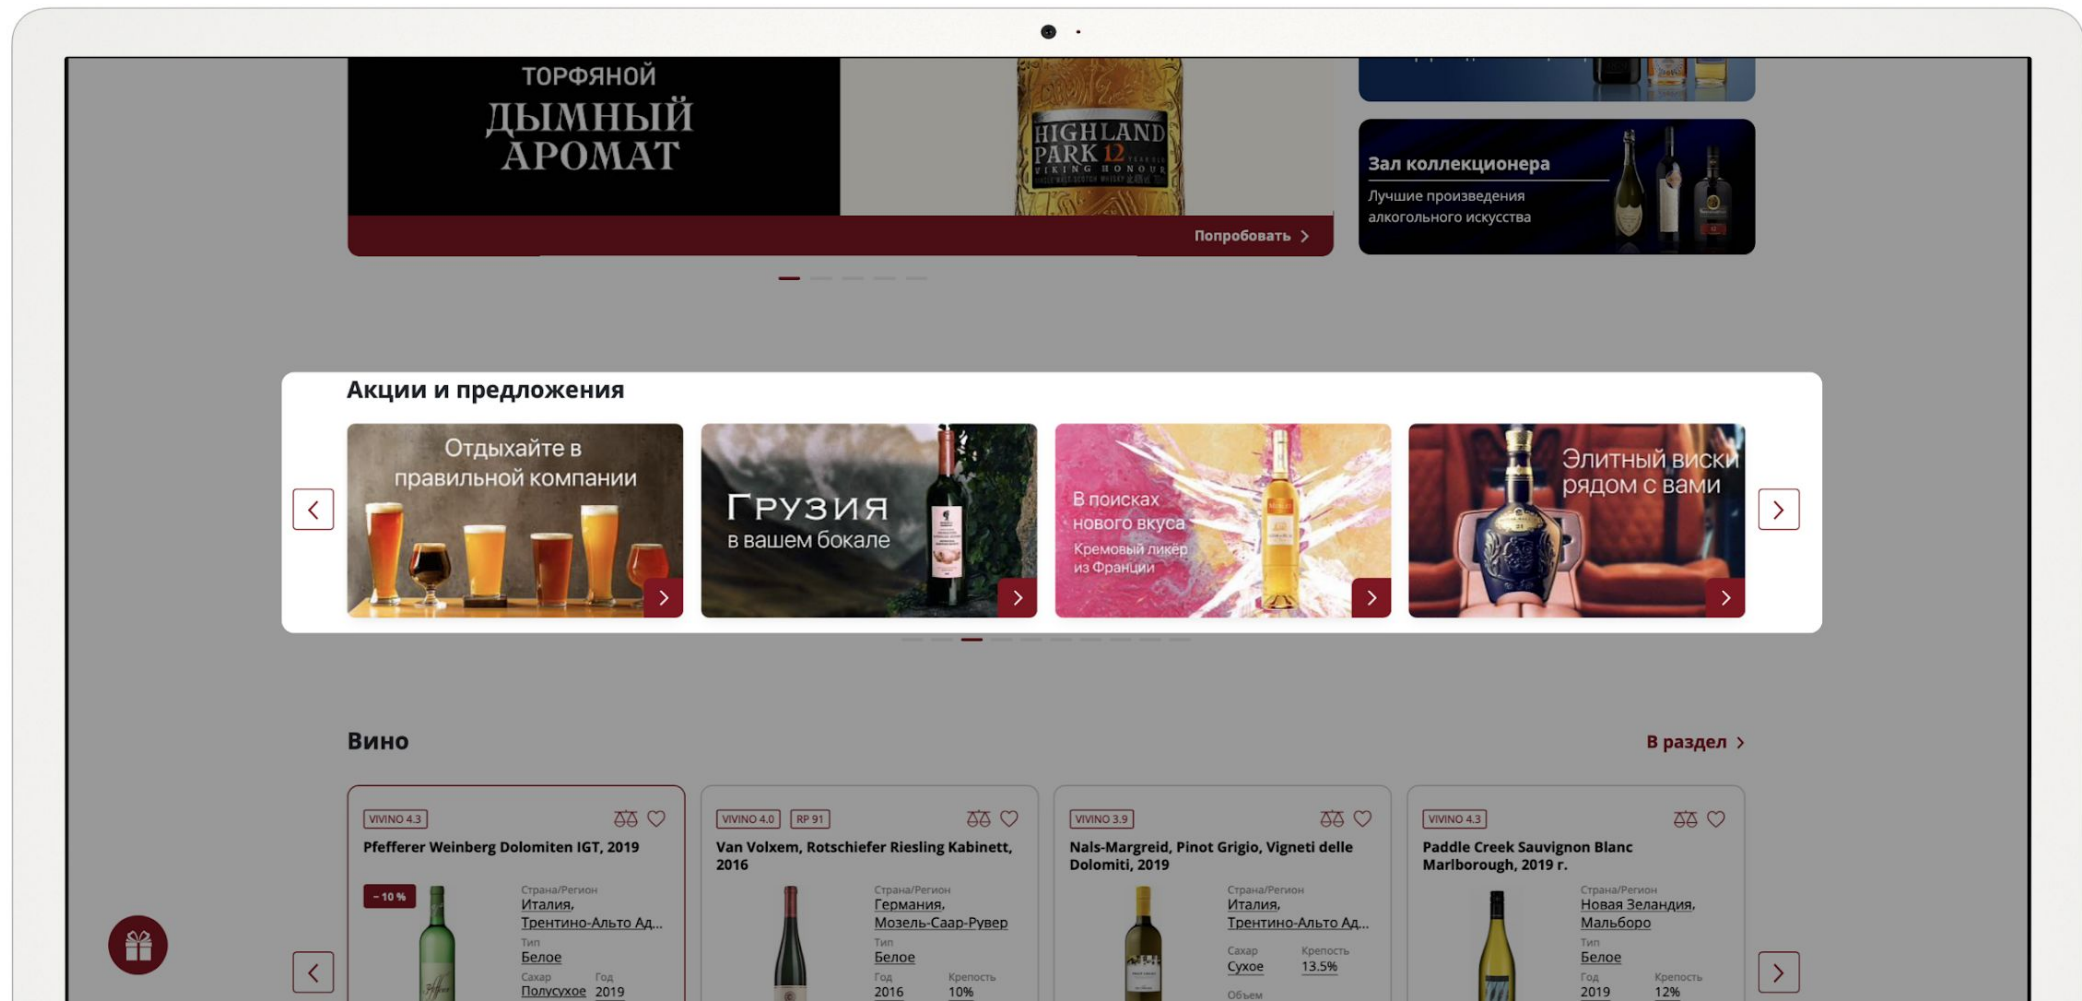 ТОРФЯНОЙ
ДЫМНЫЙ
АРОМАТ
HIGHLAND
PARK 12
VIKING HONOUR
Попробовать
Зал коллекционера
Лучшие произведения
алкогольного искусства
Акции и предложения
Отдыхайте в
правильной компании
ГРУЗИЯ
в вашем бокале
В поисках
нового вкуса
Кремовый ликёр
из Франции
Элитный виски
рядом с вами
Вино
В раздел
VIVINO 4.3
Pfefferer Weinberg Dolomiten IGT, 2019
– 10 %
Страна/Регион
Италия,
Трентино-Альто Ад...
Тип
Белое
Сахар Год
Полусухое 2019
VIVINO 4.0 RP 91
Van Volxem, Rotschiefer Riesling Kabinett,
2016
Страна/Регион
Германия,
Мозель-Саар-Рувер
Тип
Белое
Год Крепость
2016 10%
VIVINO 3.9
Nals-Margreid, Pinot Grigio, Vigneti delle
Dolomiti, 2019
Страна/Регион
Италия,
Трентино-Альто Ад...
Сахар Крепость
Сухое 13.5%
Объем
VIVINO 4.3
Paddle Creek Sauvignon Blanc
Marlborough, 2019 г.
Страна/Регион
Новая Зеландия,
Мальборо
Тип
Белое
Год Крепость
2019 12%